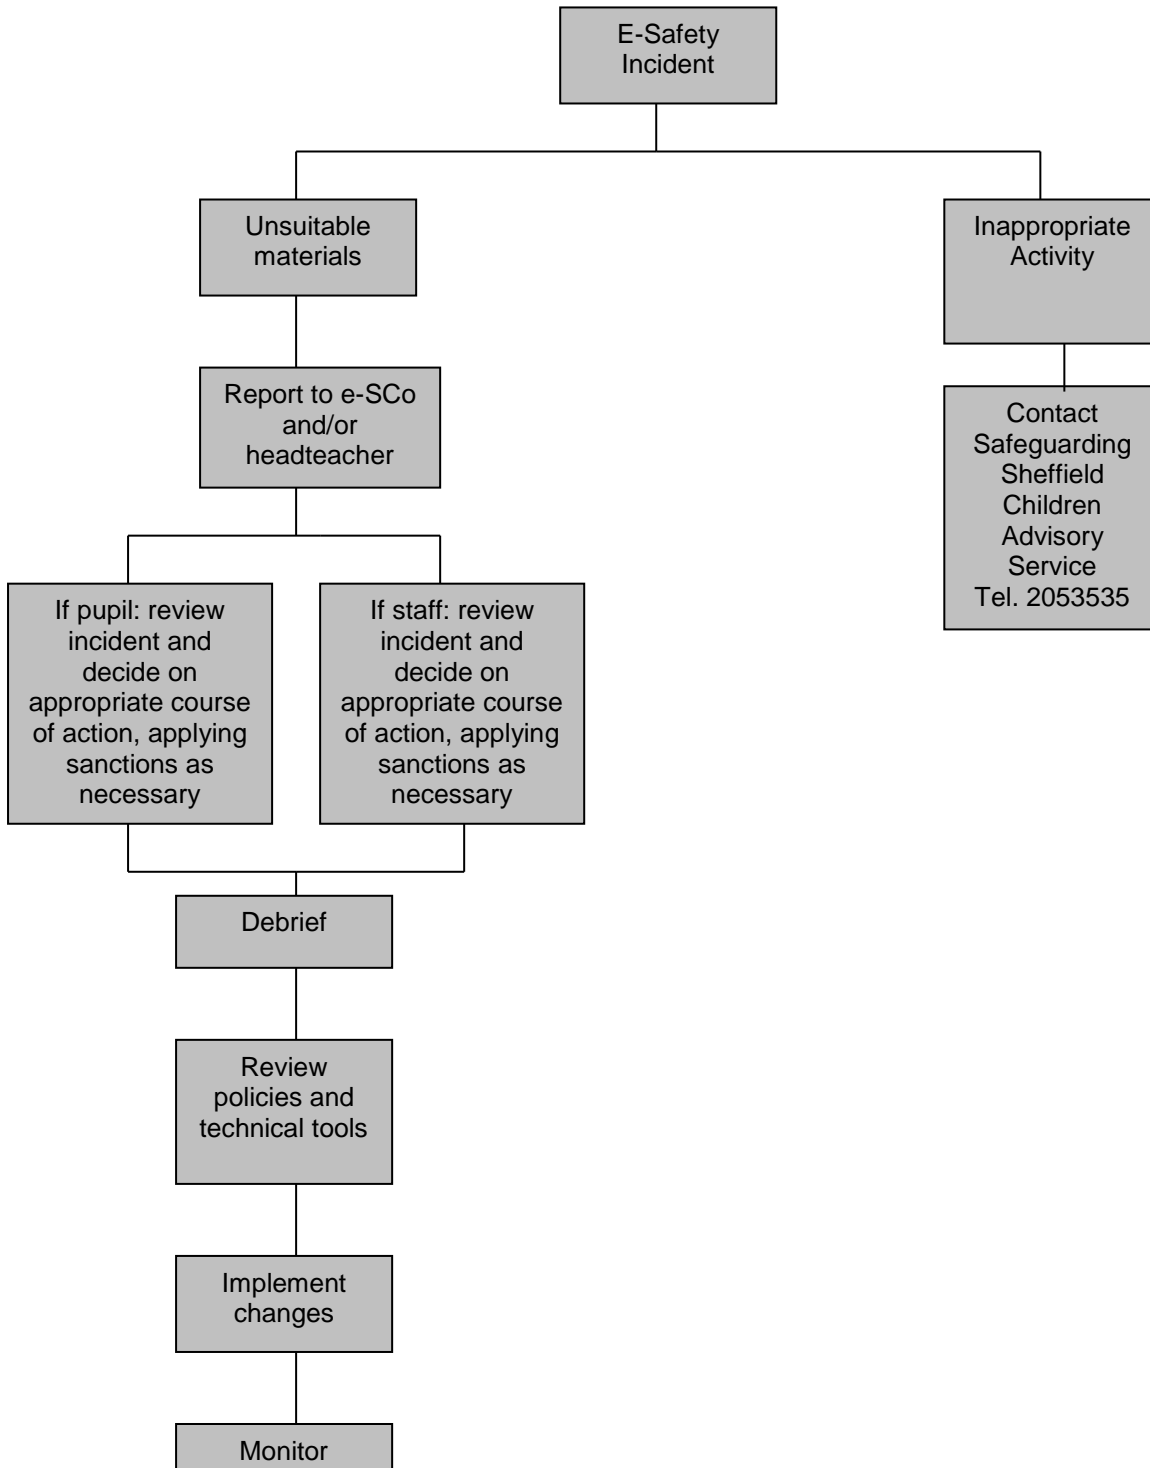 E-Safety
Incident
Unsuitable
materials
Inappropriate
Activity
Report to e-SCo
and/or
headteacher
Contact
Safeguarding
Sheffield
Children
Advisory
Service
Tel. 2053535
If pupil: review
incident and
decide on
appropriate course
of action, applying
sanctions as
necessary
If staff: review
incident and
decide on
appropriate course
of action, applying
sanctions as
necessary
Debrief
Review
policies and
technical tools
Implement
changes
Monitor